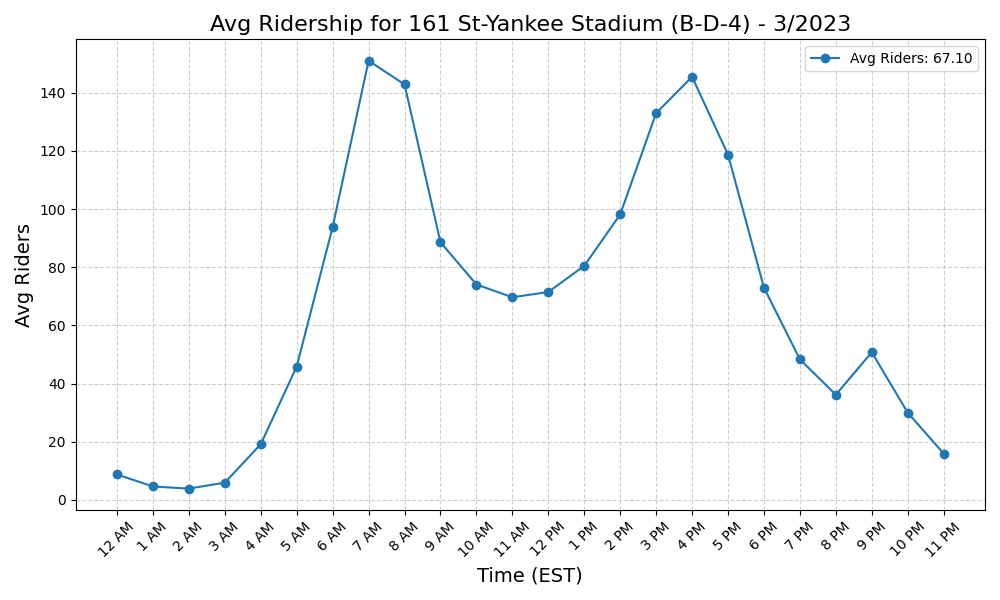 Avg Ridership for 161 St-Yankee Stadium (B-D-4) - 3/2023
Avg Riders: 67.10
Avg Riders
140
120
100
80
60
40
20
0
12 AM
1 AM
2 AM
3 AM
4 AM
5 AM
6 AM
7 AM
8 AM
9 AM
10 AM
11 AM
12 PM
1 PM
2 PM
3 PM
4 PM
5 PM
6 PM
7 PM
8 PM
9 PM
10 PM
11 PM
Time (EST)